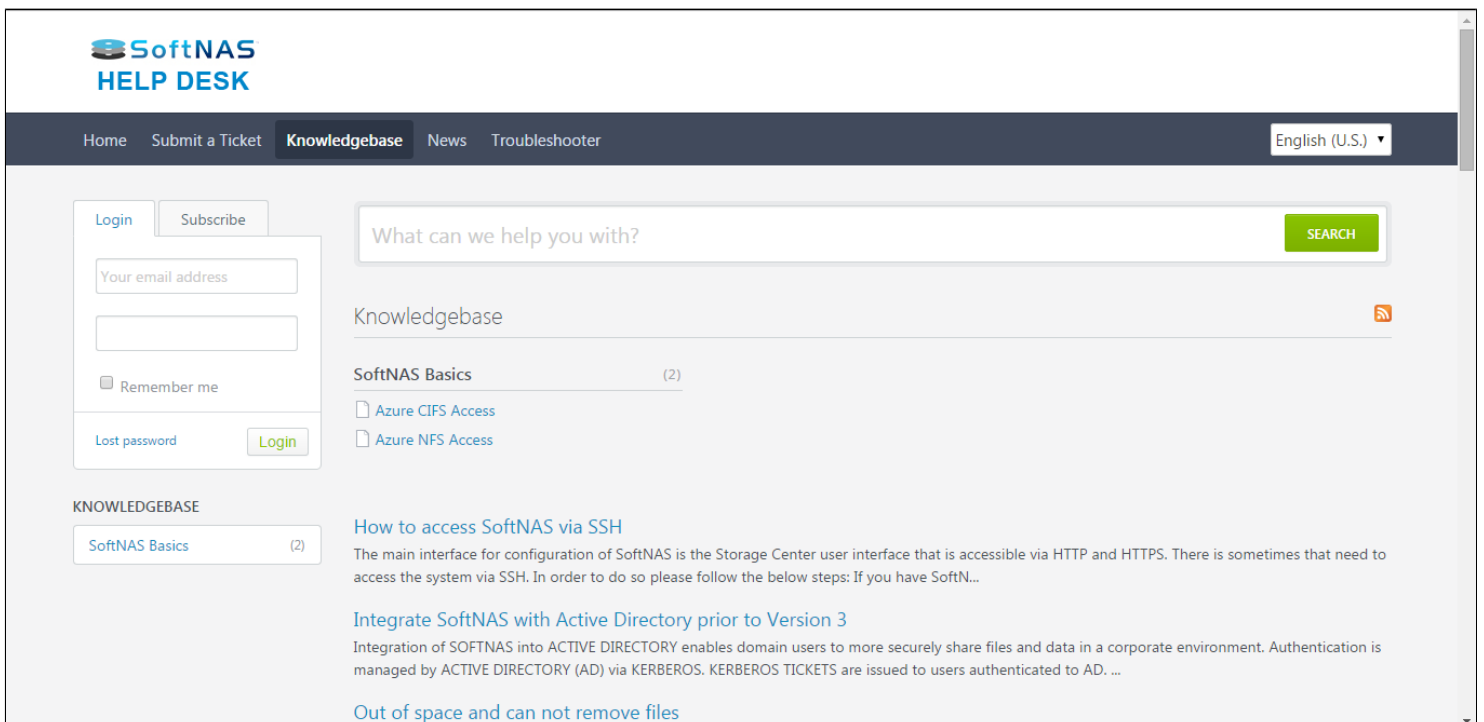 SoftNAS
HELP DESK
Home Submit a Ticket Knowledgebase News Troubleshooter English (U.S.)
Login Subscribe
Your email address
Remember me
Lost password Login
KNOWLEDGEBASE
SoftNAS Basics (2)
What can we help you with? SEARCH
Knowledgebase
SoftNAS Basics (2)
Azure CIFS Access
Azure NFS Access
How to access SoftNAS via SSH
The main interface for configuration of SoftNAS is the Storage Center user interface that is accessible via HTTP and HTTPS. There is sometimes that need to
access the system via SSH. In order to do so please follow the below steps: If you have SoftN...
Integrate SoftNAS with Active Directory prior to Version 3
Integration of SOFTNAS into ACTIVE DIRECTORY enables domain users to more securely share files and data in a corporate environment. Authentication is
managed by ACTIVE DIRECTORY (AD) via KERBEROS. KERBEROS TICKETS are issued to users authenticated to AD. ...
Out of space and can not remove files